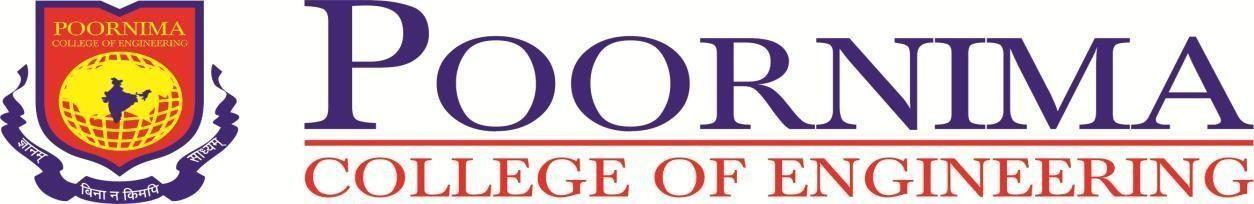 POORNIMA
COLLEGE OF ENGINEERING
ज्ञानम्
बिना न किमपि
साध्यम्
POORNIMA
COLLEGE OF ENGINEERING